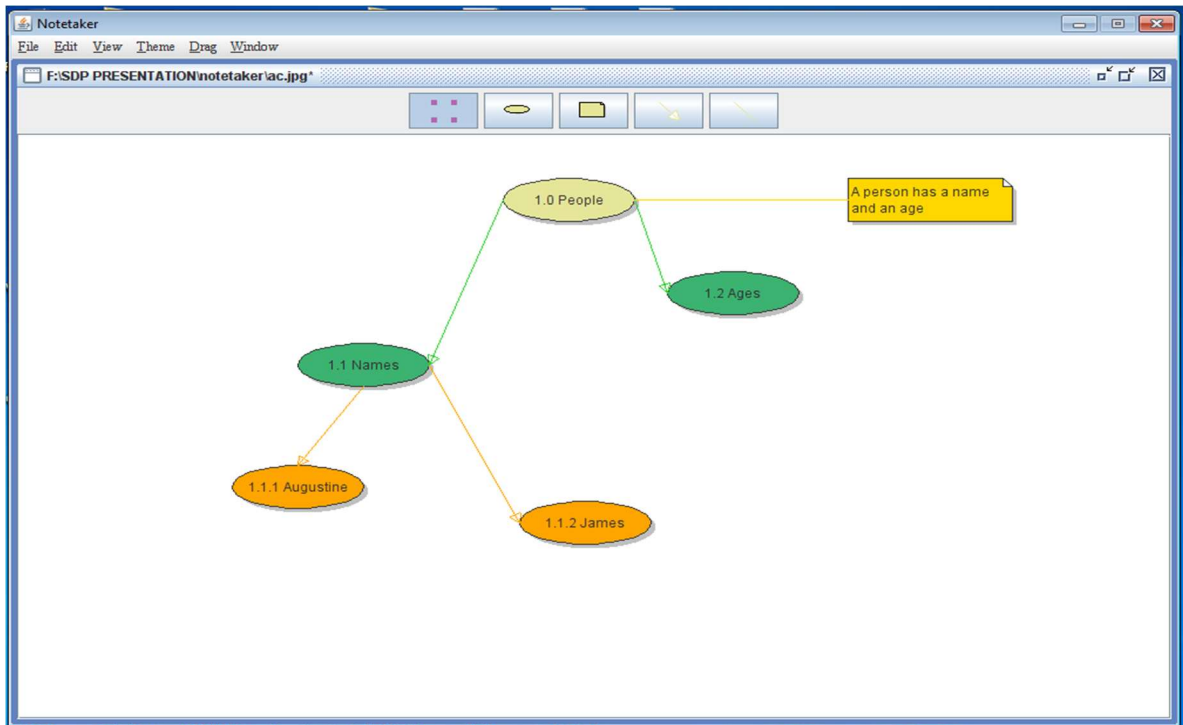 Notetaker
File Edit View Theme Drag Window
F:\SDP PRESENTATION\notetaker\ac.jpg*
1.0 People
A person has a name
and an age
1.2 Ages
1.1 Names
1.1.1 Augustine
1.1.2 James